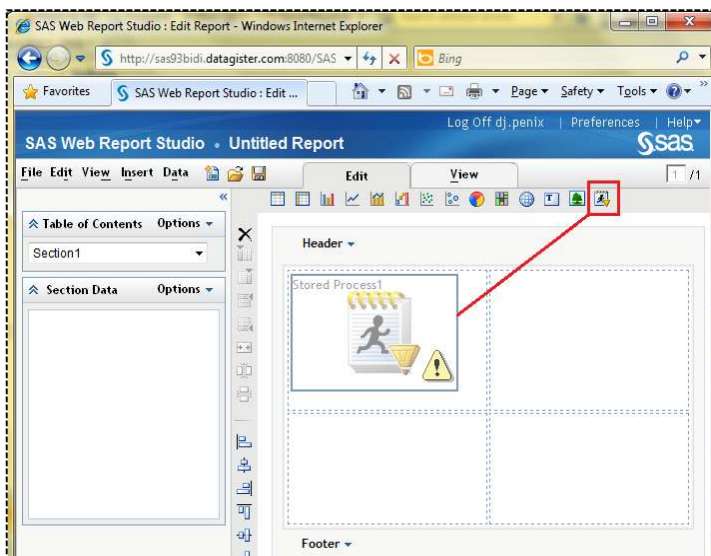 SAS Web Report Studio : Edit Report - Windows Internet Explorer
http://sas93bidi.datagister.com:8080/SAS
Bing
Favorites
SAS Web Report Studio : Edit ...
Page
Safety
Tools
Log Off dj.penix | Preferences | Help
SAS Web Report Studio • Untitled Report
sas
File Edit View Insert Data
Edit
View
1 /1
Table of Contents Options
Section1
Header
Section Data Options
Stored Process1
Footer